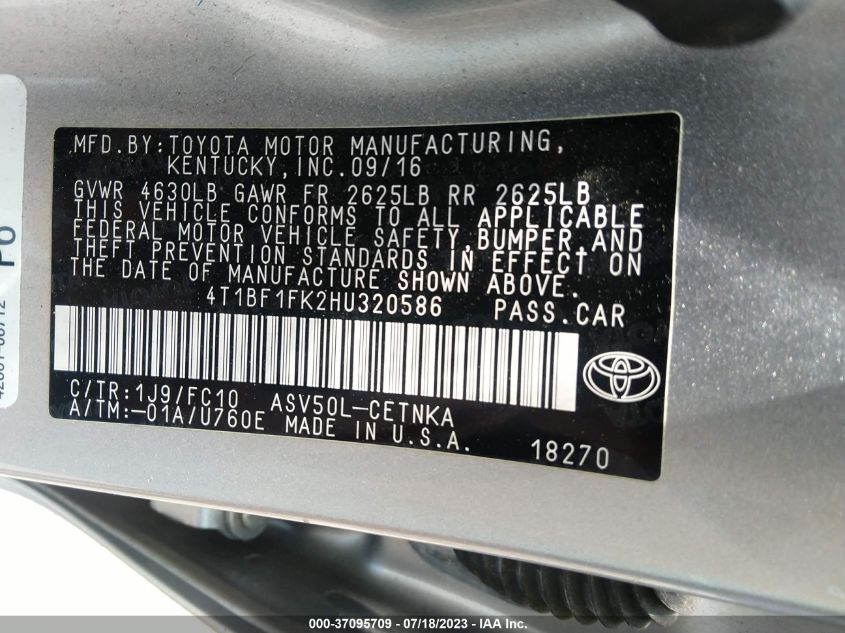 MFD.BY:TOYOTA MOTOR MANUFACTURING,
KENTUCKY,INC.09/16
GVWR 4630LB GAWR FR 2625LB RR 2625LB
THIS VEHICLE CONFORMS TO ALL APPLICABLE
FEDERAL MOTOR VEHICLE SAFETY,BUMPER,AND
THEFT PREVENTION STANDARDS IN EFFECT ON
THE DATE OF MANUFACTURE SHOWN ABOVE.
4T1BF1FK2HU320586 PASS.CAR
C/TR:1J9/FC10 ASV50L-CETNKA
A/TM:-01A/U760E MADE IN U.S.A.
18270
000-37095709 - 07/18/2023 - IAA Inc.